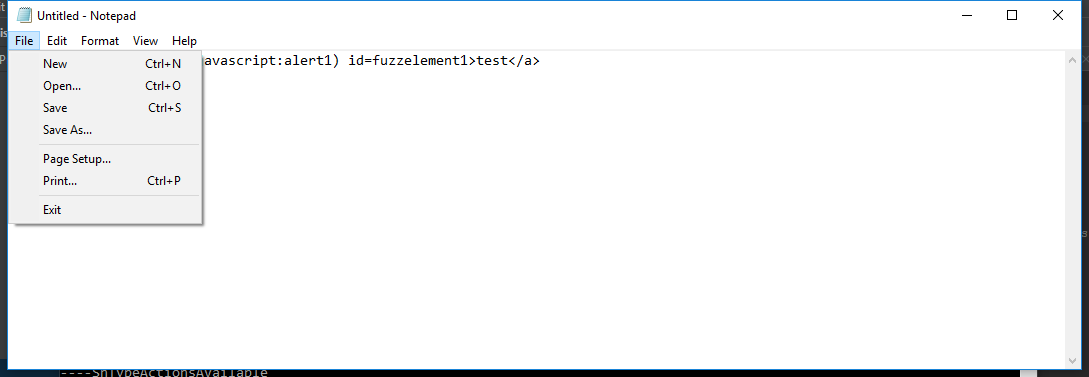 Untitled - Notepad
File Edit Format View Help
avascript:alert1) id=fuzzelement1>test</a>
New Ctrl+N
Open... Ctrl+O
Save Ctrl+S
Save As...
Page Setup...
Print... Ctrl+P
Exit
----ShTypeActionsAvailable